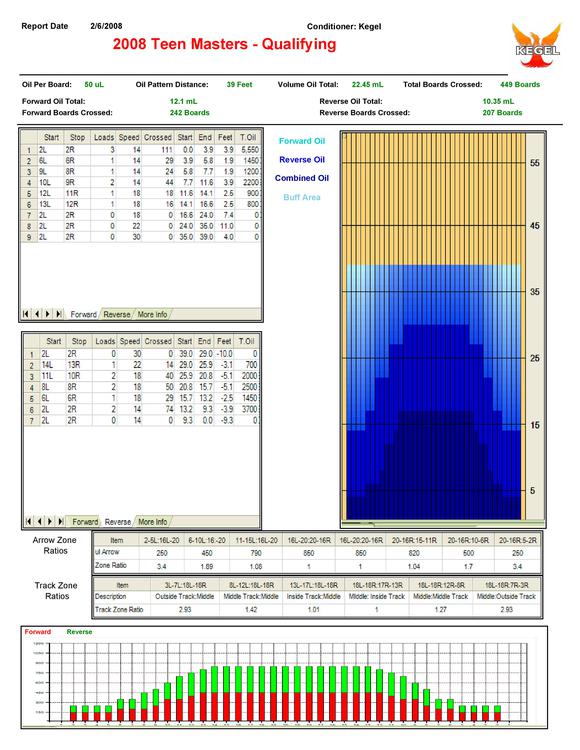 Report Date 2/6/2008 Conditioner: Kegel
2008 Teen Masters - Qualifying
KEGEL
Oil Per Board: 50 uL Oil Pattern Distance: 39 Feet Volume Oil Total: 22.45 mL Total Boards Crossed: 449 Boards
Forward Oil Total: 12.1 mL Reverse Oil Total: 10.35 mL
Forward Boards Crossed: 242 Boards Reverse Boards Crossed: 207 Boards
Start Stop Loads Speed Crossed Start End Feet T.Oil
1 2L 2R 3 14 111 0.0 3.9 3.9 5,550
2 6L 6R 1 14 29 3.9 5.8 1.9 1450
3 9L 8R 1 14 24 5.8 7.7 1.9 1200
4 10L 9R 2 14 44 7.7 11.6 3.9 2200
5 12L 11R 1 18 18 11.6 14.1 2.5 900
6 13L 12R 1 18 16 14.1 16.6 2.5 800
7 2L 2R 0 18 0 16.6 24.0 7.4 0
8 2L 2R 0 22 0 24.0 35.0 11.0 0
9 2L 2R 0 30 0 35.0 39.0 4.0 0
Forward Reverse More Info
Forward Oil
Reverse Oil
Combined Oil
Buff Area
55
45
35
25
15
5
Start Stop Loads Speed Crossed Start End Feet T.Oil
1 2L 2R 0 30 0 39.0 29.0 -10.0 0
2 14L 13R 1 22 14 29.0 25.9 -3.1 700
3 11L 10R 2 18 40 25.9 20.8 -5.1 2000
4 8L 8R 2 18 50 20.8 15.7 -5.1 2500
5 6L 6R 1 18 29 15.7 13.2 -2.5 1450
6 2L 2R 2 14 74 13.2 9.3 -3.9 3700
7 2L 2R 0 14 0 9.3 0.0 -9.3 0
Forward Reverse More Info
Arrow Zone Ratios
Item 2-5L:16L-20 6-10L:16-20 11-15L:16L-20 16L-20:20-16R 16L-20:20-16R 20-16R:15-11R 20-16R:10-6R 20-16R:5-2R
ul Arrow 250 450 790 850 850 820 500 250
Zone Ratio 3.4 1.89 1.08 1 1 1.04 1.7 3.4
Track Zone Ratios
Item 3L-7L:18L-18R 8L-12L:18L-18R 13L-17L:18L-18R 18L-18R:17R-13R 18L-18R:12R-8R 18L-18R:7R-3R
Description Outside Track:Middle Middle Track:Middle Inside Track:Middle Middle: Inside Track Middle:Middle Track Middle:Outside Track
Track Zone Ratio 2.93 1.42 1.01 1 1.27 2.93
Forward Reverse